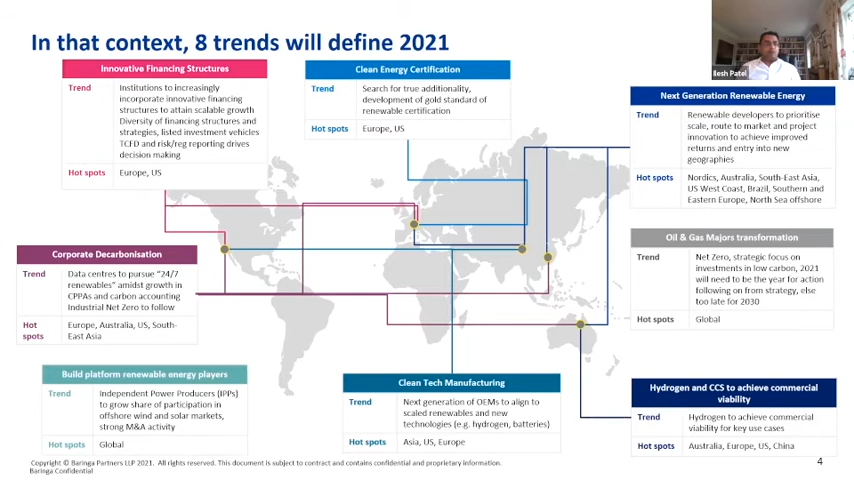 In that context, 8 trends will define 2021
Ilesh Patel
Innovative Financing Structures
Trend
Institutions to increasingly
incorporate innovative financing
structures to attain scalable growth
Diversity of financing structures and
strategies, listed investment vehicles
TCFD and risk/reg reporting drives
decision making
Hot spots
Europe, US
Clean Energy Certification
Trend
Search for true additionality,
development of gold standard of
renewable certification
Hot spots
Europe, US
Next Generation Renewable Energy
Trend
Renewable developers to prioritise
scale, route to market and project
innovation to achieve improved
returns and entry into new
geographies
Hot spots
Nordics, Australia, South-East Asia,
US West Coast, Brazil, Southern and
Eastern Europe, North Sea offshore
Corporate Decarbonisation
Trend
Data centres to pursue "24/7
renewables" amidst growth in
CPPAs and carbon accounting
Industrial Net Zero to follow
Hot
spots
Europe, Australia, US, South-
East Asia
Oil & Gas Majors transformation
Trend
Net Zero, strategic focus on
investments in low carbon, 2021
will need to be the year for action
following on from strategy, else
too late for 2030
Hot spots
Global
Build platform renewable energy players
Trend
Independent Power Producers (IPPs)
to grow share of participation in
offshore wind and solar markets,
strong M&A activity
Hot spots
Global
Clean Tech Manufacturing
Trend
Next generation of OEMs to align to
scaled renewables and new
technologies (e.g. hydrogen, batteries)
Hot spots
Asia, US, Europe
Hydrogen and CCS to achieve commercial
viability
Trend
Hydrogen to achieve commercial
viability for key use cases
Hot spots
Australia, Europe, US, China
Copyright © Baringa Partners LLP 2021. All rights reserved. This document is subject to contract and contains confidential and proprietary information.
Baringa Confidential
4